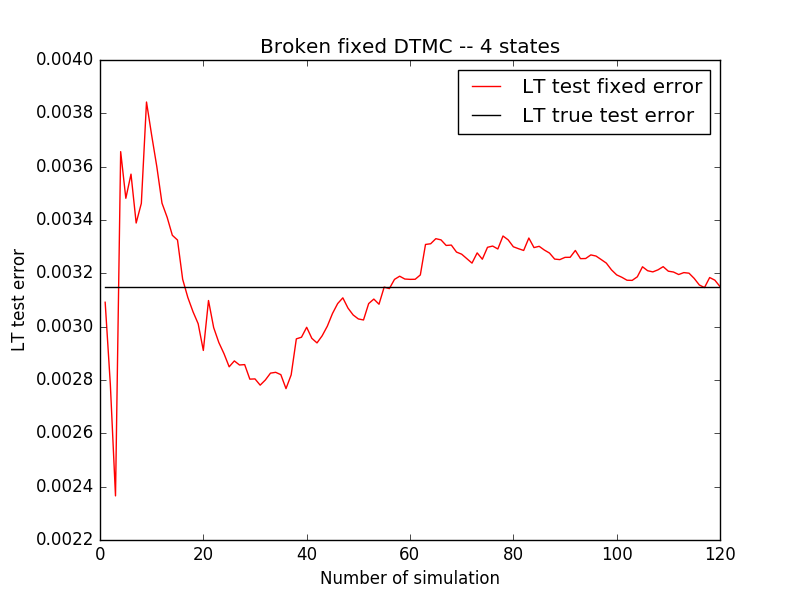 Broken fixed DTMC -- 4 states
0.0040
0.0038
0.0036
0.0034
0.0032
0.0030
0.0028
0.0026
0.0024
0.0022
LT test error
LT test fixed error
LT true test error
0 20 40 60 80 100 120
Number of simulation